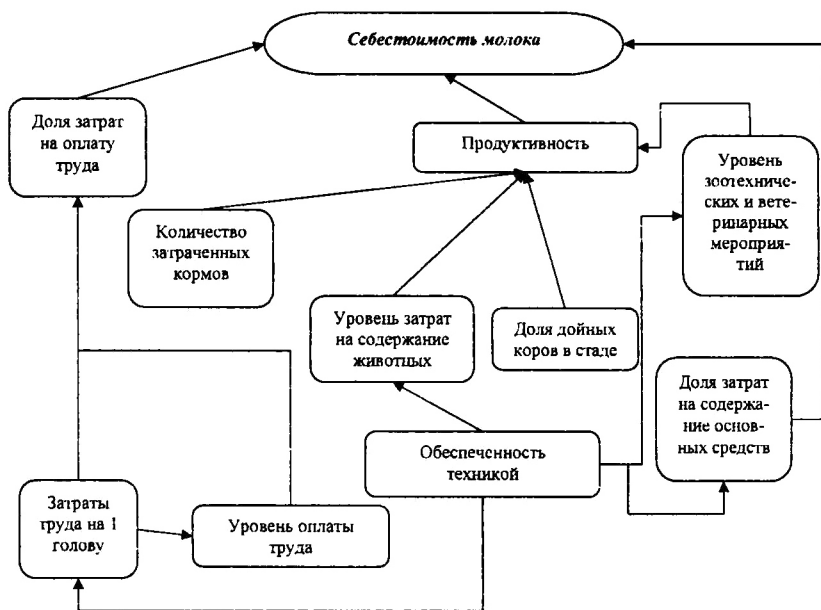 Себестоимость молока
Доля затрат
на оплату
труда
Продуктивность
Уровень
зоотехничес-
ских и вете-
ринарных
мероприя-
тий
Количество
затраченных
кормов
Уровень затрат
на содержание
животных
Доля дойных
коров в стаде
Доля затрат
на содержа-
ние основ-
ных средств
Обеспеченность
техникой
Затраты
труда на 1
голову
Уровень оплаты
труда